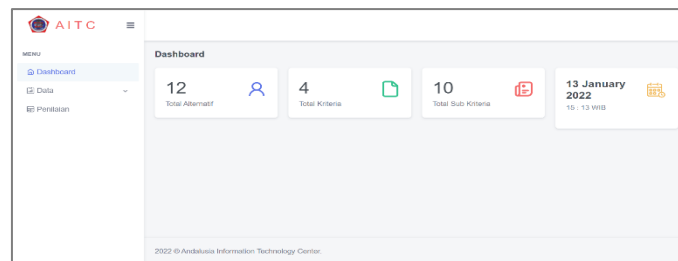 AITC
MENU
Dashboard
Data
Penilaian
Dashboard
12
Total Alternatif
4
Total Kriteria
10
Total Sub Kriteria
13 January
2022
15 : 13 WIB
2022 © Andalusia Information Technology Center.